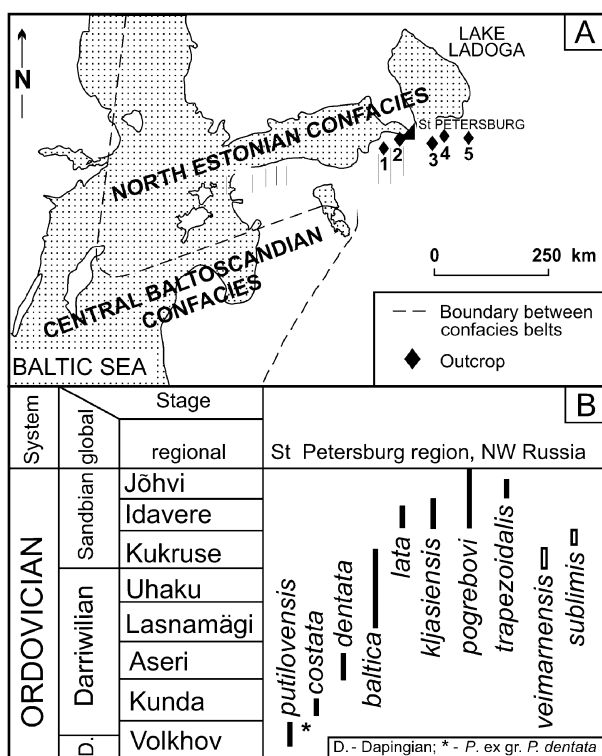 A
LAKE
LADOGA
N
NORTH ESTONIAN CONFACIES
St PETERSBURG
1 2 3 4 5
CENTRAL BALTOSCANDIAN
CONFACIES
0 250 km
BALTIC SEA
Boundary between
confacies belts
Outcrop
B
System
global
Stage
regional
St Petersburg region, NW Russia
ORDOVICIAN
Sandbian
Darriwilian
D.
Jõhvi
Idavere
Kukruse
Uhaku
Lasnamägi
Aseri
Kunda
Volkhov
putilovensis
*
costata
dentata
baltica
lata
kljasiensis
pogrebovi
trapezoidalis
veimarnensis
sublimis
D. - Dapingian; * - P. ex gr. P. dentata